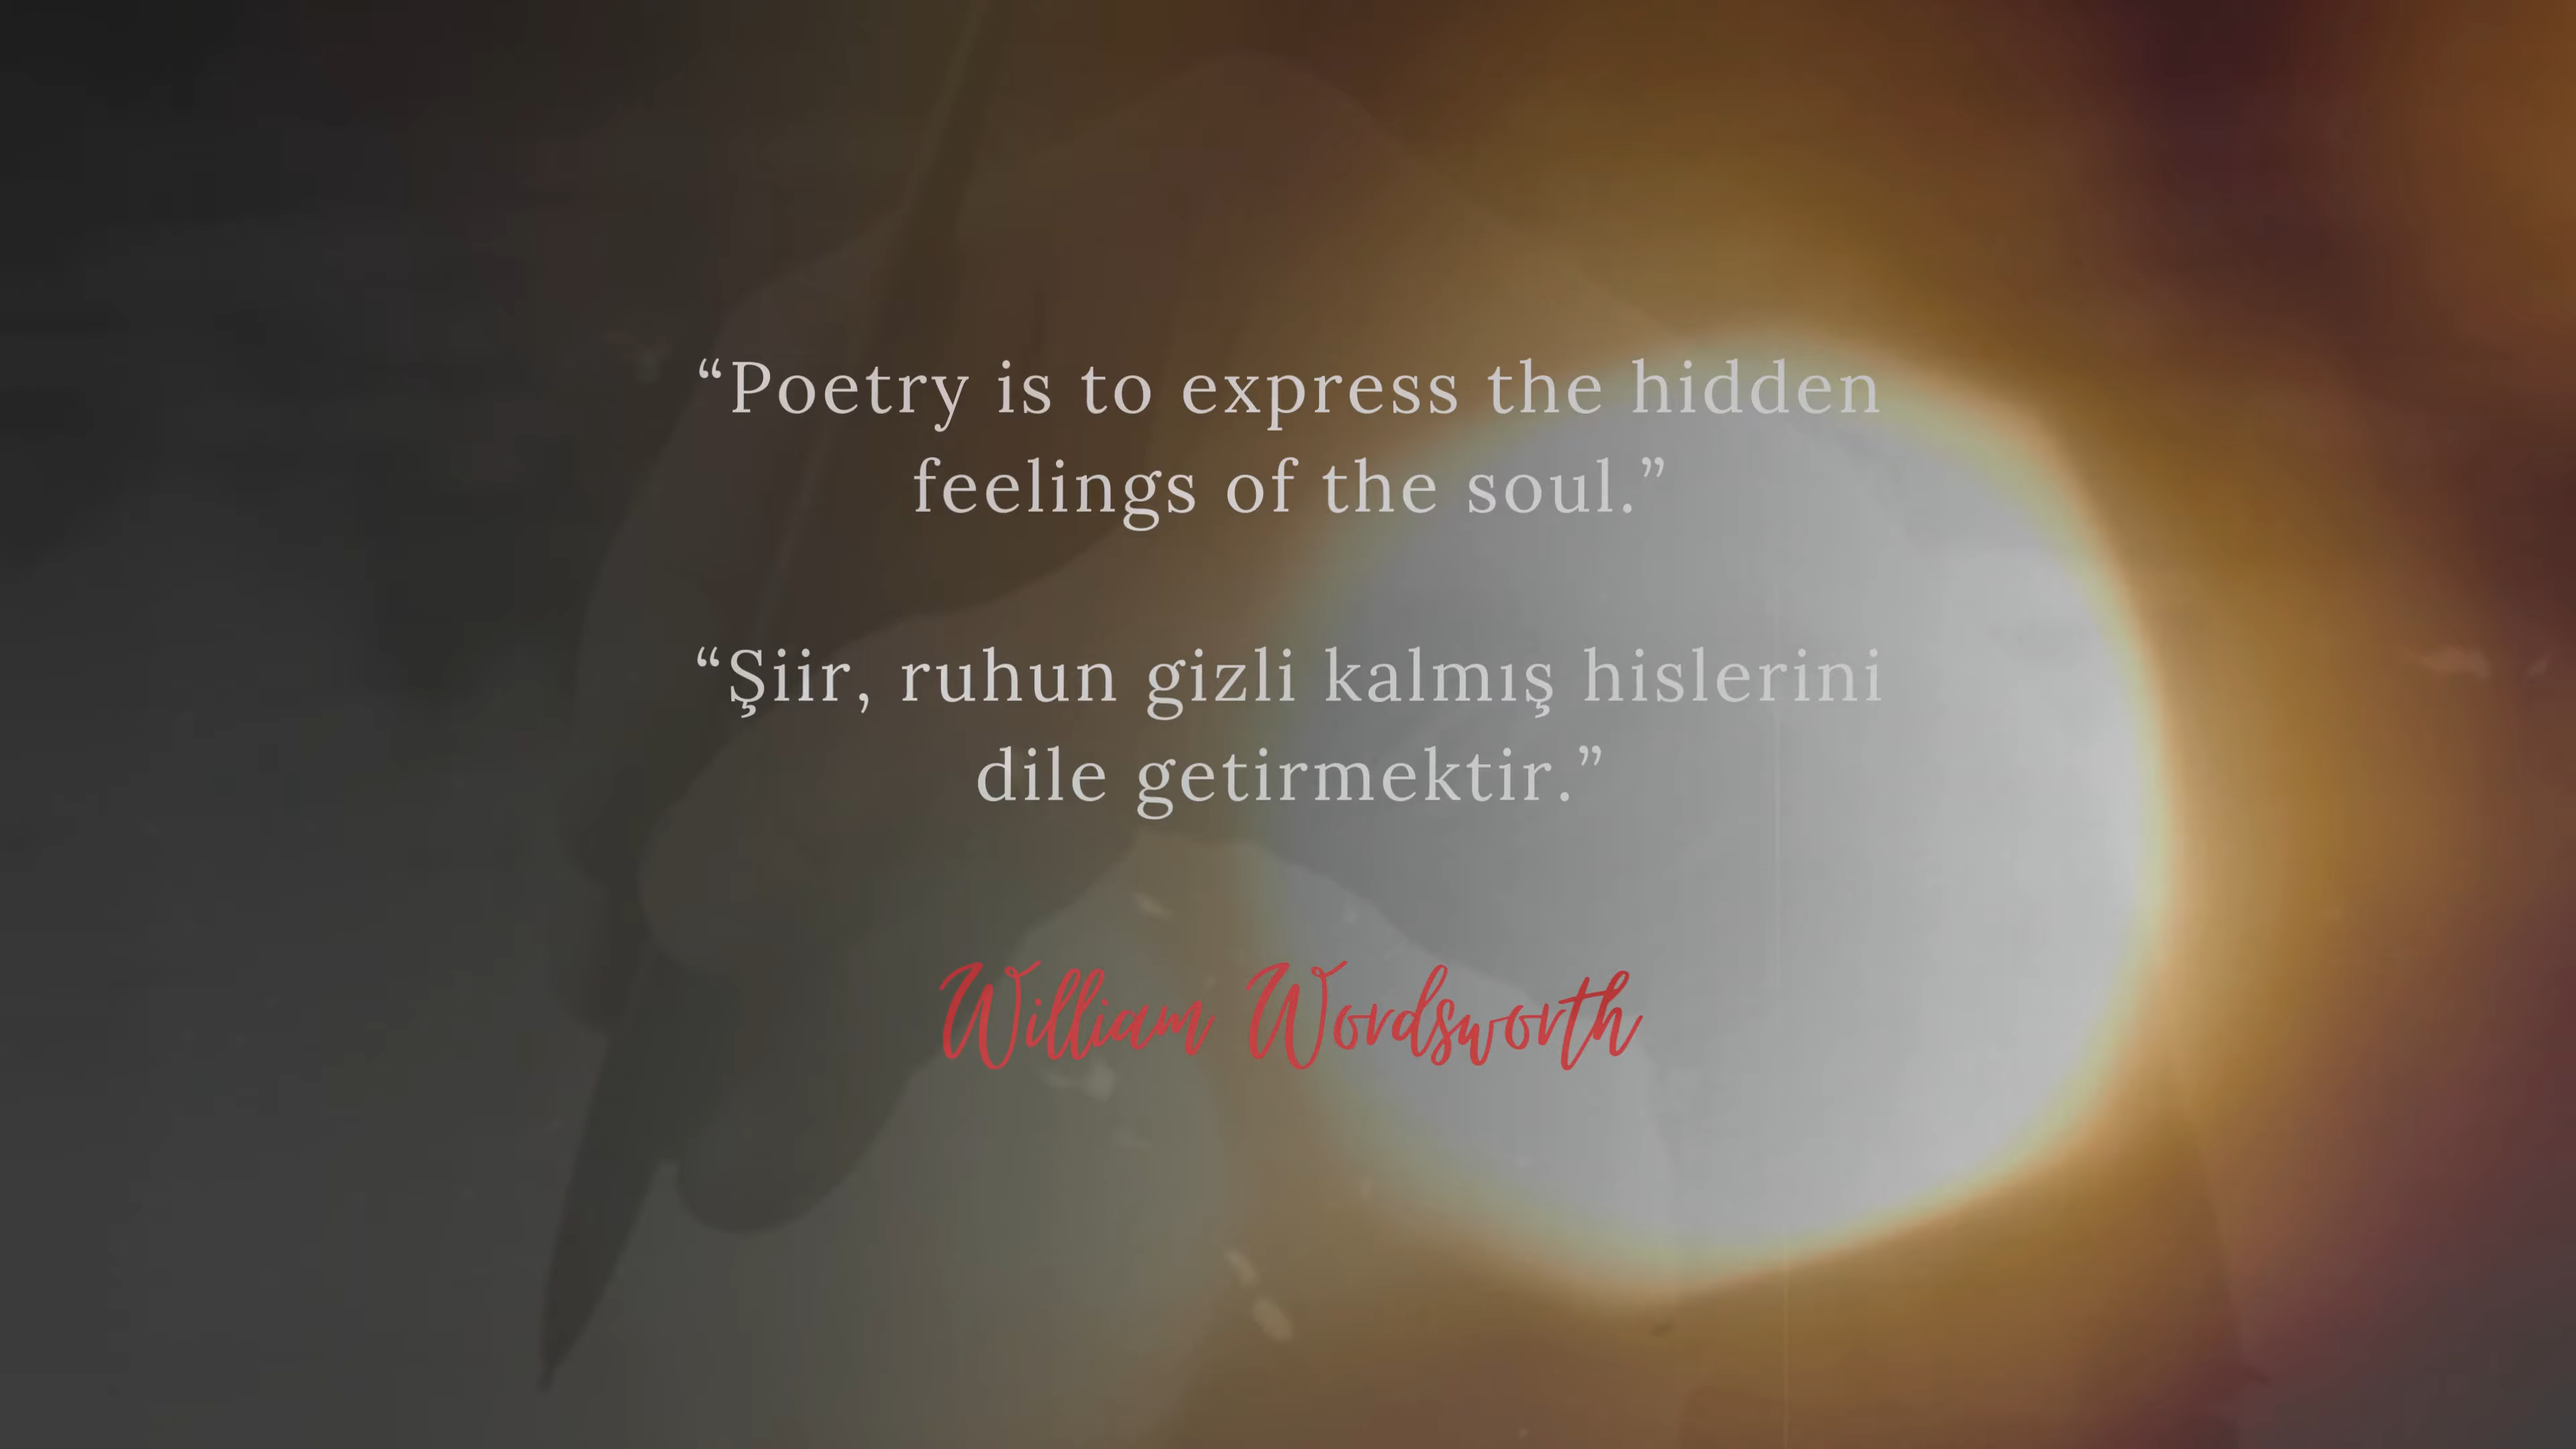 “Poetry is to express the hidden
feelings of the soul.”
“Şiir, ruhun gizli kalmış hislerini
dile getirmektir.”
William Wordsworth